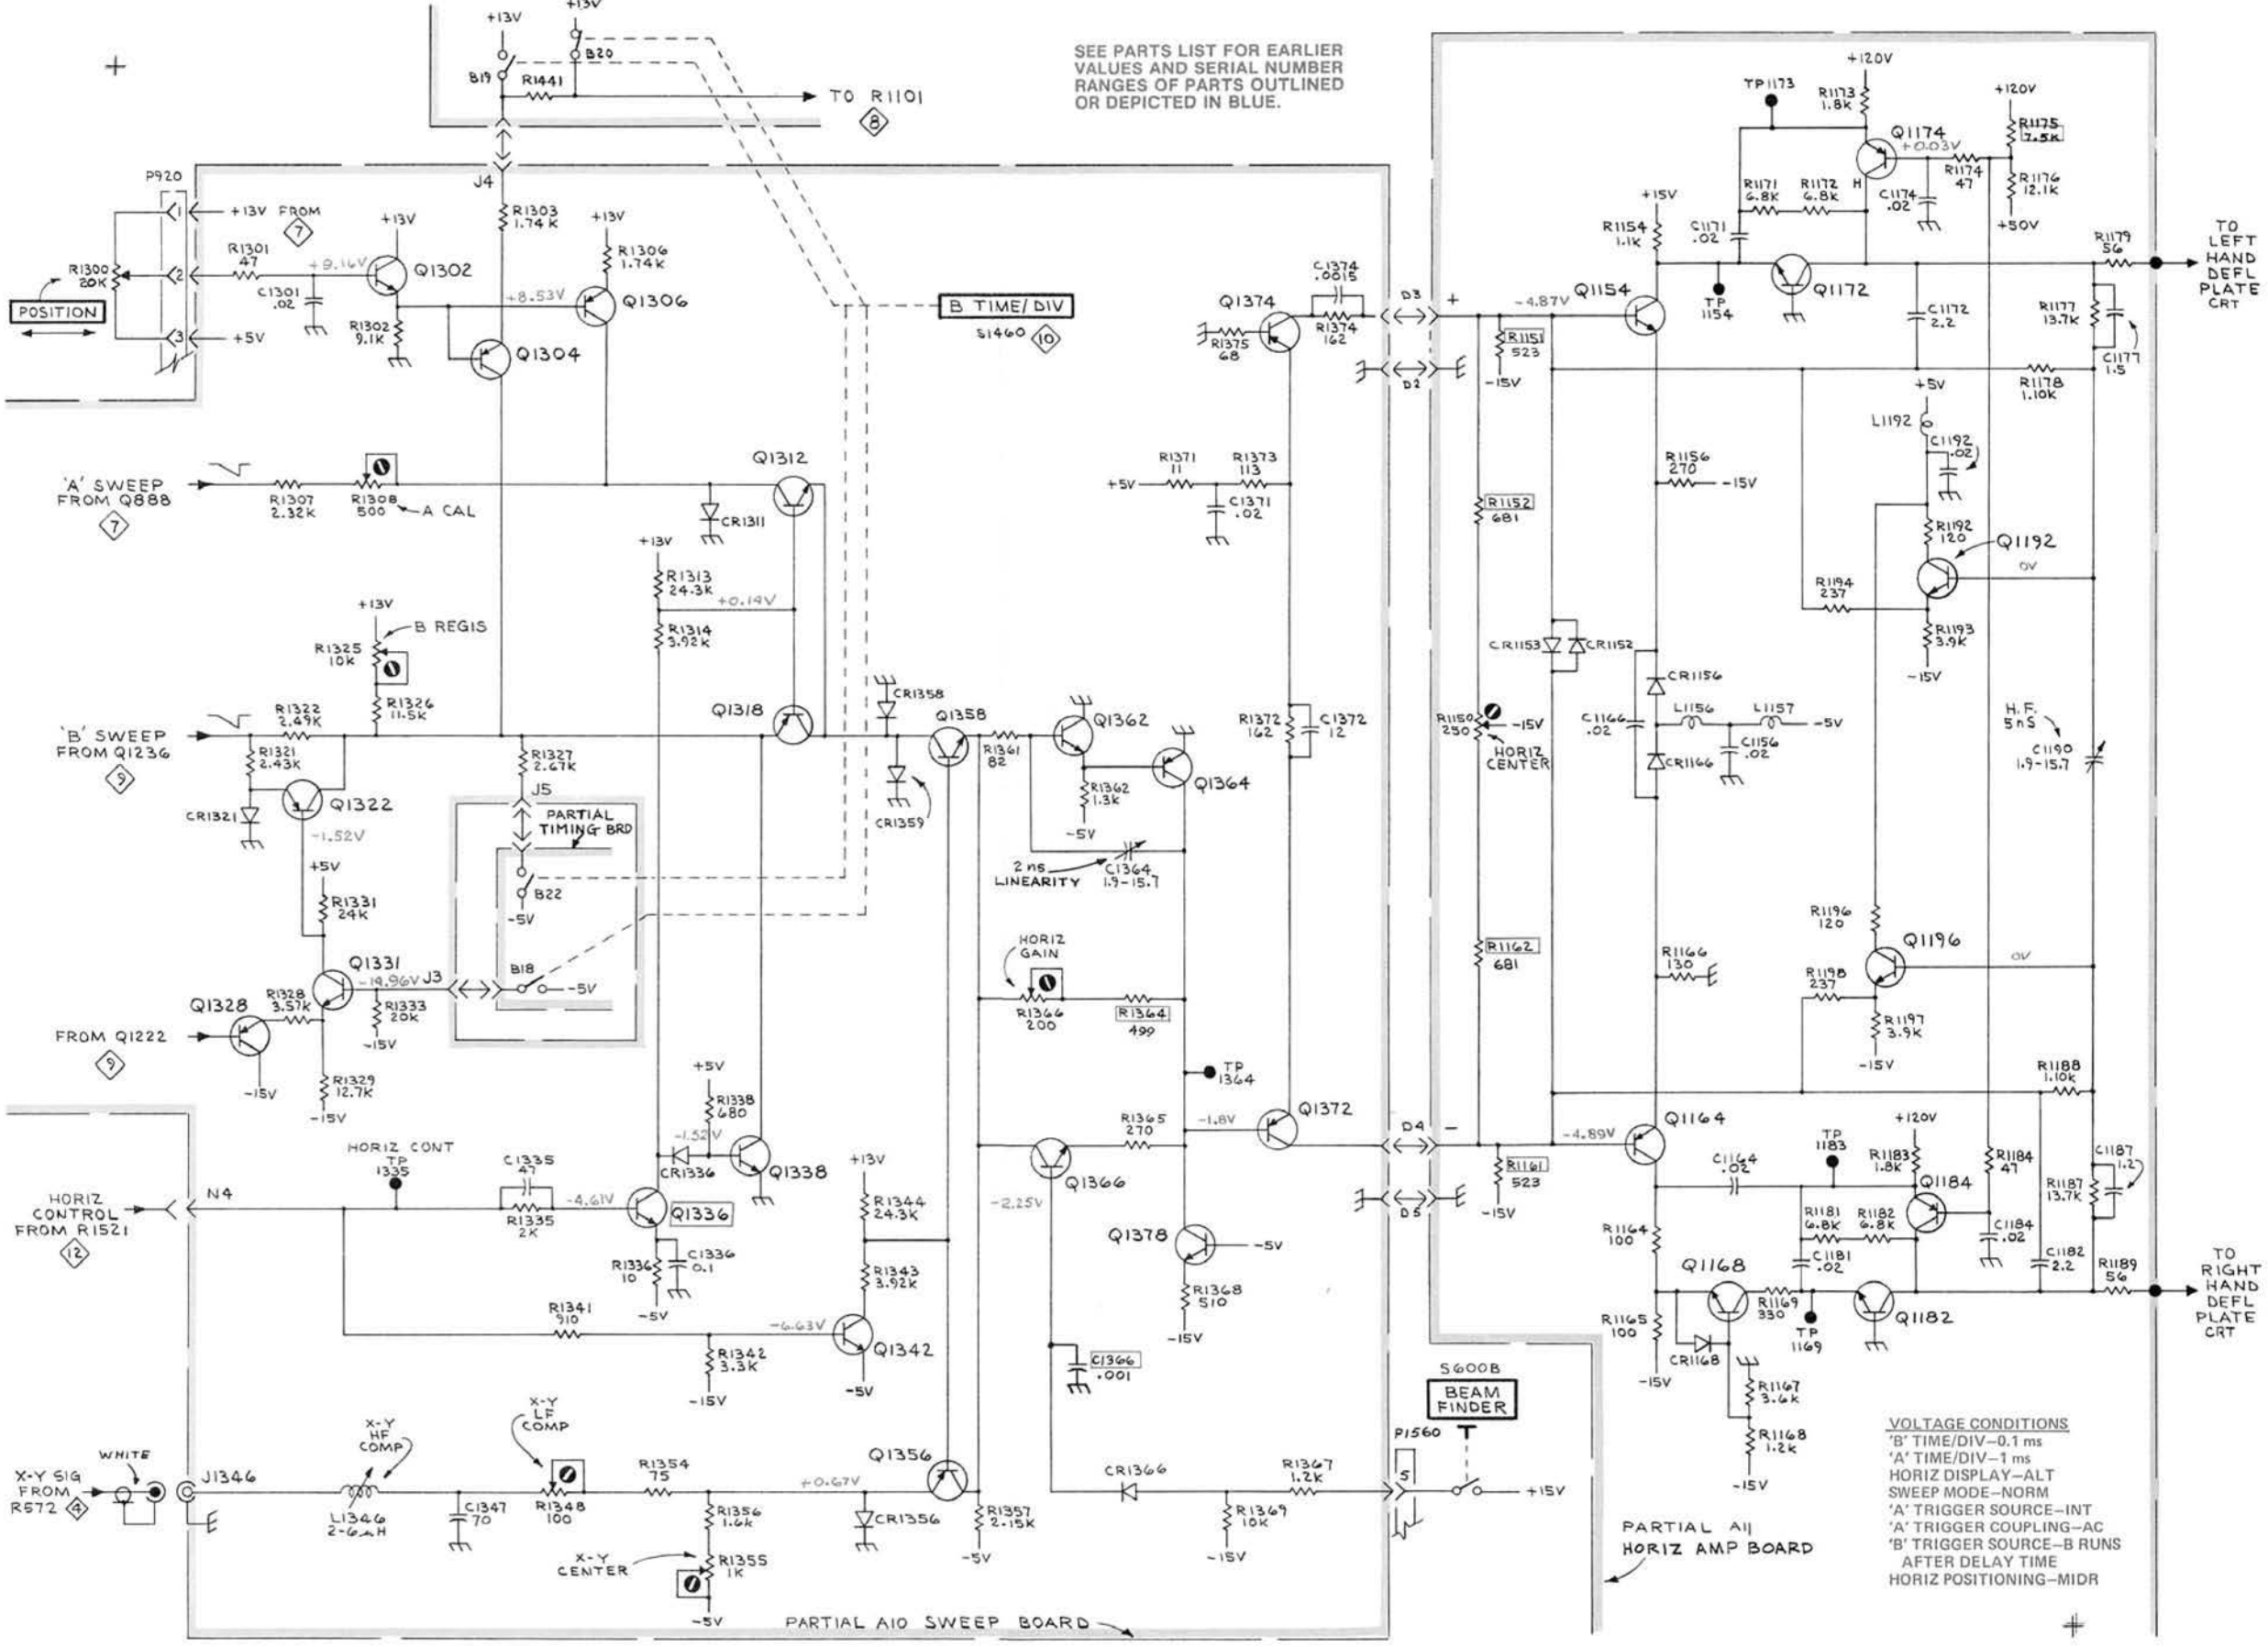 +13V
+13V
B19
B20
R1441
TO R1101
8
SEE PARTS LIST FOR EARLIER
VALUES AND SERIAL NUMBER
RANGES OF PARTS OUTLINED
OR DEPICTED IN BLUE.
P920
J4
1
+13V FROM
7
R1300
20K
POSITION
2
3
+5V
R1301
47
C1301
.02
+9.16V
+13V
Q1302
R1302
9.1K
R1303
1.74K
+13V
R1306
1.74K
+8.53V
Q1306
Q1304
B TIME/DIV
S1460
10
'A' SWEEP
FROM Q888
7
R1307
2.32K
R1308
500
A CAL
Q1312
CR1311
+13V
R1313
24.3K
+0.14V
R1314
3.92K
+13V
R1325
10K
B REGIS
R1326
11.5K
'B' SWEEP
FROM Q1236
9
R1322
2.49K
R1321
2.43K
CR1321
Q1322
-1.52V
R1327
2.67K
J5
PARTIAL
TIMING BRD
B22
-5V
B18
-5V
J3
+5V
R1331
24K
Q1331
-14.96V
R1333
20K
-15V
Q1328
R1328
3.57K
FROM Q1222
9
-15V
R1329
12.7K
-15V
Q1318
CR1358
CR1359
Q1358
R1361
82
Q1362
R1362
1.3K
-5V
Q1364
2 ns
LINEARITY
C1364
1.9-15.7
HORIZ
GAIN
R1366
200
R1364
499
TP
1364
R1365
270
-1.8V
Q1366
-2.25V
Q1378
-5V
R1368
510
-15V
C1366
.001
HORIZ
CONTROL
FROM R1521
12
N4
HORIZ CONT
TP
1335
C1335
47
R1335
2K
-4.61V
Q1336
R1336
10
C1336
0.1
-5V
+5V
R1338
680
-1.52V
CR1336
Q1338
+13V
R1344
24.3K
R1343
3.92K
R1341
910
-6.63V
R1342
3.3K
-15V
Q1342
-5V
X-Y SIG
FROM
R572
4
WHITE
J1346
X-Y
HF
COMP
L1346
2-6µH
C1347
70
X-Y
LF
COMP
R1348
100
R1354
75
R1356
1.6K
X-Y
CENTER
R1355
1K
-5V
+0.67V
CR1356
Q1356
R1357
2.15K
-5V
CR1366
R1367
1.2K
R1369
10K
-15V
P1560
5
S600B
BEAM
FINDER
+15V
PARTIAL A10 SWEEP BOARD
Q1374
C1374
.0015
R1374
162
R1375
68
R1371
11
R1373
113
+5V
C1371
.02
R1372
162
C1372
12
Q1372
D3
+
D2
D4
-
D5
-4.87V
R1151
523
-15V
R1152
681
R1150
250
-15V
HORIZ
CENTER
R1162
681
R1161
523
-15V
-4.89V
CR1153
CR1152
+15V
R1154
1.1K
Q1154
R1156
270
-15V
CR1156
L1156
L1157
-5V
C1166
.02
C1156
.02
CR1166
R1166
130
Q1164
R1164
100
R1165
100
-15V
C1164
.02
TP1173
+120V
R1173
1.8K
Q1174
+0.03V
H
+120V
R1175
7.5K
R1174
47
R1176
12.1K
+50V
C1174
.02
R1171
6.8K
R1172
6.8K
C1171
.02
TP
1154
Q1172
C1172
2.2
R1179
56
R1177
13.7K
C1177
1.5
R1178
1.10K
TO
LEFT
HAND
DEFL
PLATE
CRT
+5V
L1192
C1192
.02
R1192
120
Q1192
0V
R1194
237
R1193
3.9K
-15V
H.F.
5nS
C1190
1.9-15.7
R1196
120
Q1196
0V
R1198
237
R1197
3.9K
-15V
R1188
1.10K
+120V
TP
1183
R1183
1.8K
R1184
47
Q1184
R1181
6.8K
R1182
6.8K
C1184
.02
C1181
.02
C1182
2.2
R1187
13.7K
C1187
1.2
R1189
56
TO
RIGHT
HAND
DEFL
PLATE
CRT
Q1168
R1169
330
TP
1169
Q1182
CR1168
R1167
3.6K
R1168
1.2K
-15V
PARTIAL A11
HORIZ AMP BOARD
VOLTAGE CONDITIONS
'B' TIME/DIV—0.1 ms
'A' TIME/DIV—1 ms
HORIZ DISPLAY—ALT
SWEEP MODE—NORM
'A' TRIGGER SOURCE—INT
'A' TRIGGER COUPLING—AC
'B' TRIGGER SOURCE—B RUNS
AFTER DELAY TIME
HORIZ POSITIONING—MIDR